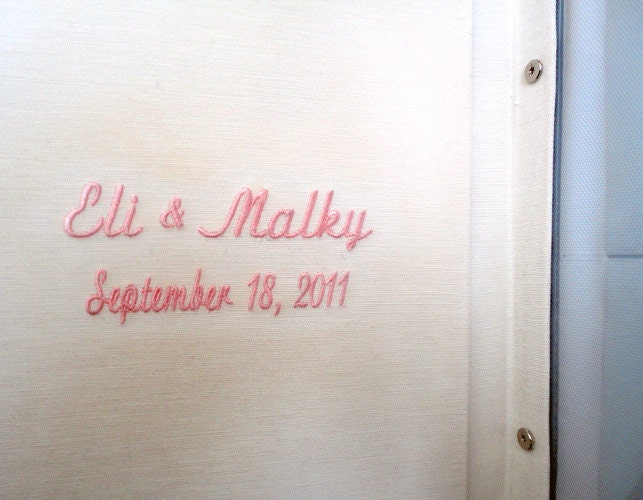 Eli & Malky
September 18, 2011